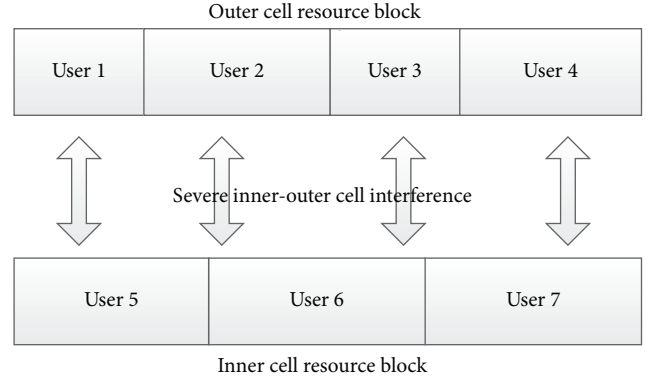 Outer cell resource block
User 1 User 2 User 3 User 4
Severe inner-outer cell interference
User 5 User 6 User 7
Inner cell resource block